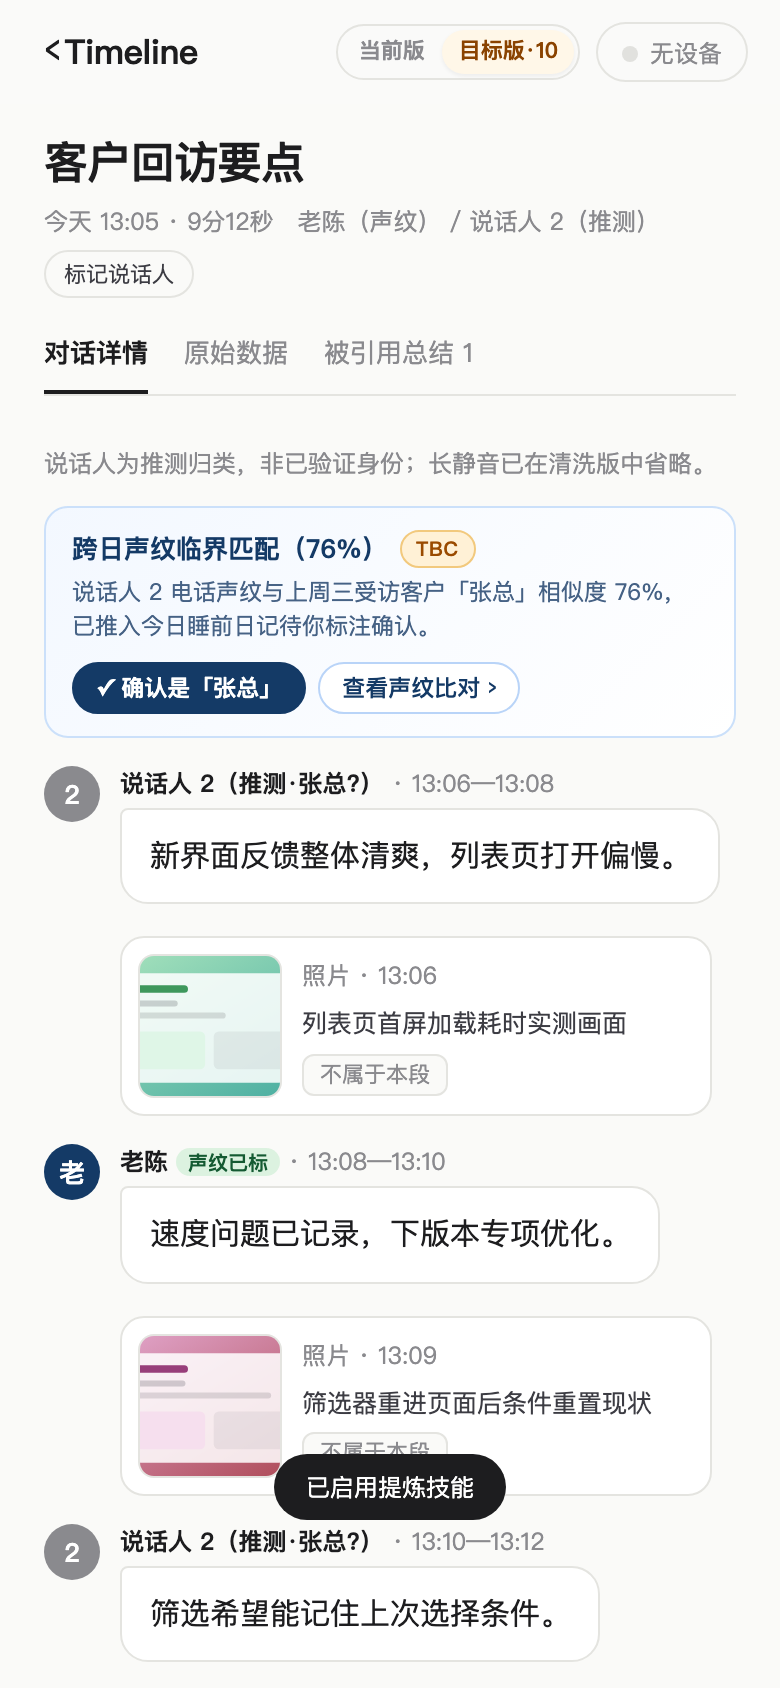 <Timeline
当前版 目标版·10 无设备
客户回访要点
今天 13:05 · 9分12秒 老陈（声纹） / 说话人 2（推测）
标记说话人
对话详情 原始数据 被引用总结 1
说话人为推测归类，非已验证身份；长静音已在清洗版中省略。
跨日声纹临界匹配（76%） TBC
说话人 2 电话声纹与上周三受访客户「张总」相似度 76%，
已推入今日睡前日记待你标注确认。
✓ 确认是「张总」 查看声纹比对 ›
2 说话人 2（推测·张总?） · 13:06—13:08
新界面反馈整体清爽，列表页打开偏慢。
照片 · 13:06
列表页首屏加载耗时实测画面
不属于本段
老 老陈 声纹已标 · 13:08—13:10
速度问题已记录，下版本专项优化。
照片 · 13:09
筛选器重进页面后条件重置现状
不属于本段
已启用提炼技能
2 说话人 2（推测·张总?） · 13:10—13:12
筛选希望能记住上次选择条件。